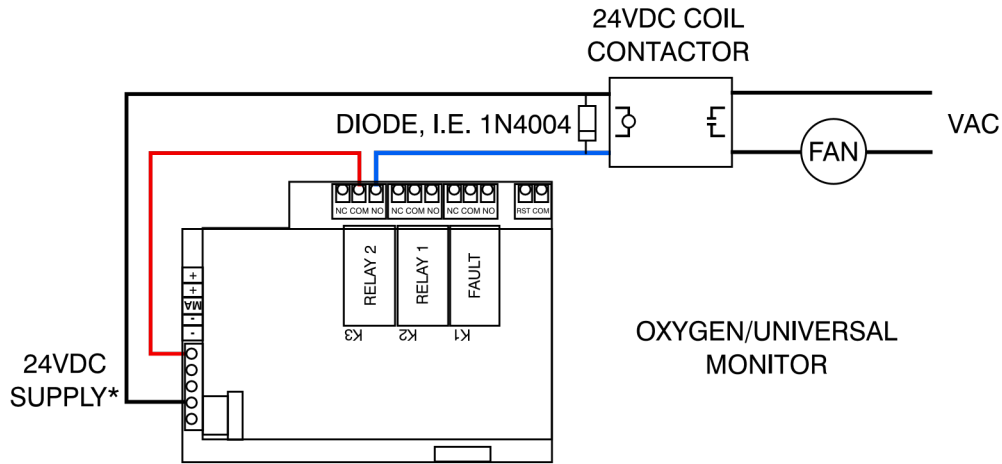 24VDC COIL
CONTACTOR
DIODE, I.E. 1N4004
VAC
FAN
NC COM NO NC COM NO NC COM NO RST COM
RELAY 2
RELAY 1
FAULT
K3
K2
K1
+
+
MA
-
-
24VDC
SUPPLY*
OXYGEN/UNIVERSAL
MONITOR